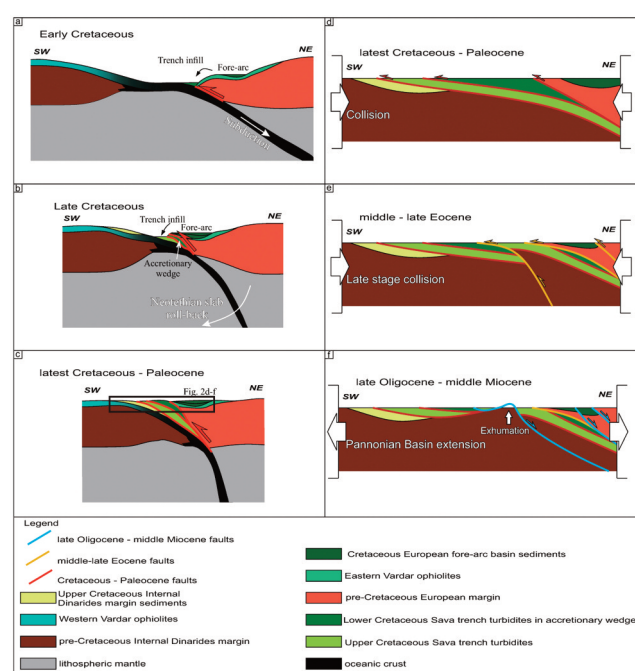 a
Early Cretaceous
SW
NE
Trench infill
Fore-arc
Subduction
b
Late Cretaceous
SW
NE
Trench infill
Fore-arc
Accretionary
wedge
Neotethian slab
roll-back
c
latest Cretaceous - Paleocene
SW
Fig. 2d-f
NE
d
latest Cretaceous - Paleocene
SW
NE
Collision
e
middle - late Eocene
SW
NE
Late stage collision
f
late Oligocene - middle Miocene
SW
NE
Exhumation
Pannonian Basin extension
Legend
late Oligocene - middle Miocene faults
middle-late Eocene faults
Cretaceous - Paleocene faults
Upper Cretaceous Internal
Dinarides margin sediments
Western Vardar ophiolites
pre-Cretaceous Internal Dinarides margin
lithospheric mantle
Cretaceous European fore-arc basin sediments
Eastern Vardar ophiolites
pre-Cretaceous European margin
Lower Cretaceous Sava trench turbidites in accretionary wedge
Upper Cretaceous Sava trench turbidites
oceanic crust